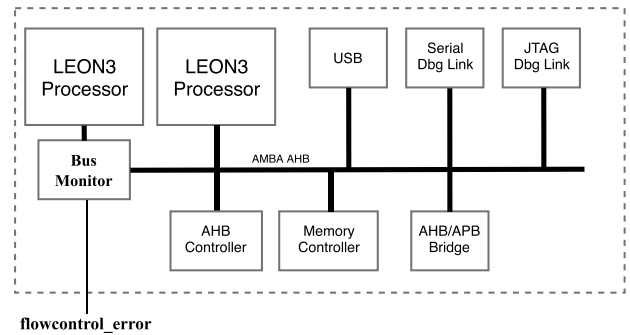 LEON3
Processor
LEON3
Processor
USB
Serial
Dbg Link
JTAG
Dbg Link
Bus
Monitor
AMBA AHB
AHB
Controller
Memory
Controller
AHB/APB
Bridge
flowcontrol_error